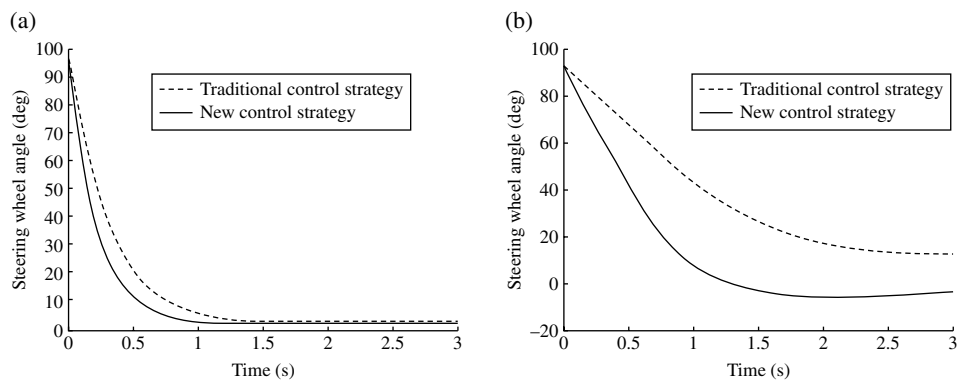 (a)
100
90
80
70
60
50
40
30
20
10
0
Steering wheel angle (deg)
Traditional control strategy
New control strategy
0 0.5 1 1.5 2 2.5 3
Time (s)
(b)
100
80
60
40
20
0
−20
Steering wheel angle (deg)
Traditional control strategy
New control strategy
0 0.5 1 1.5 2 2.5 3
Time (s)